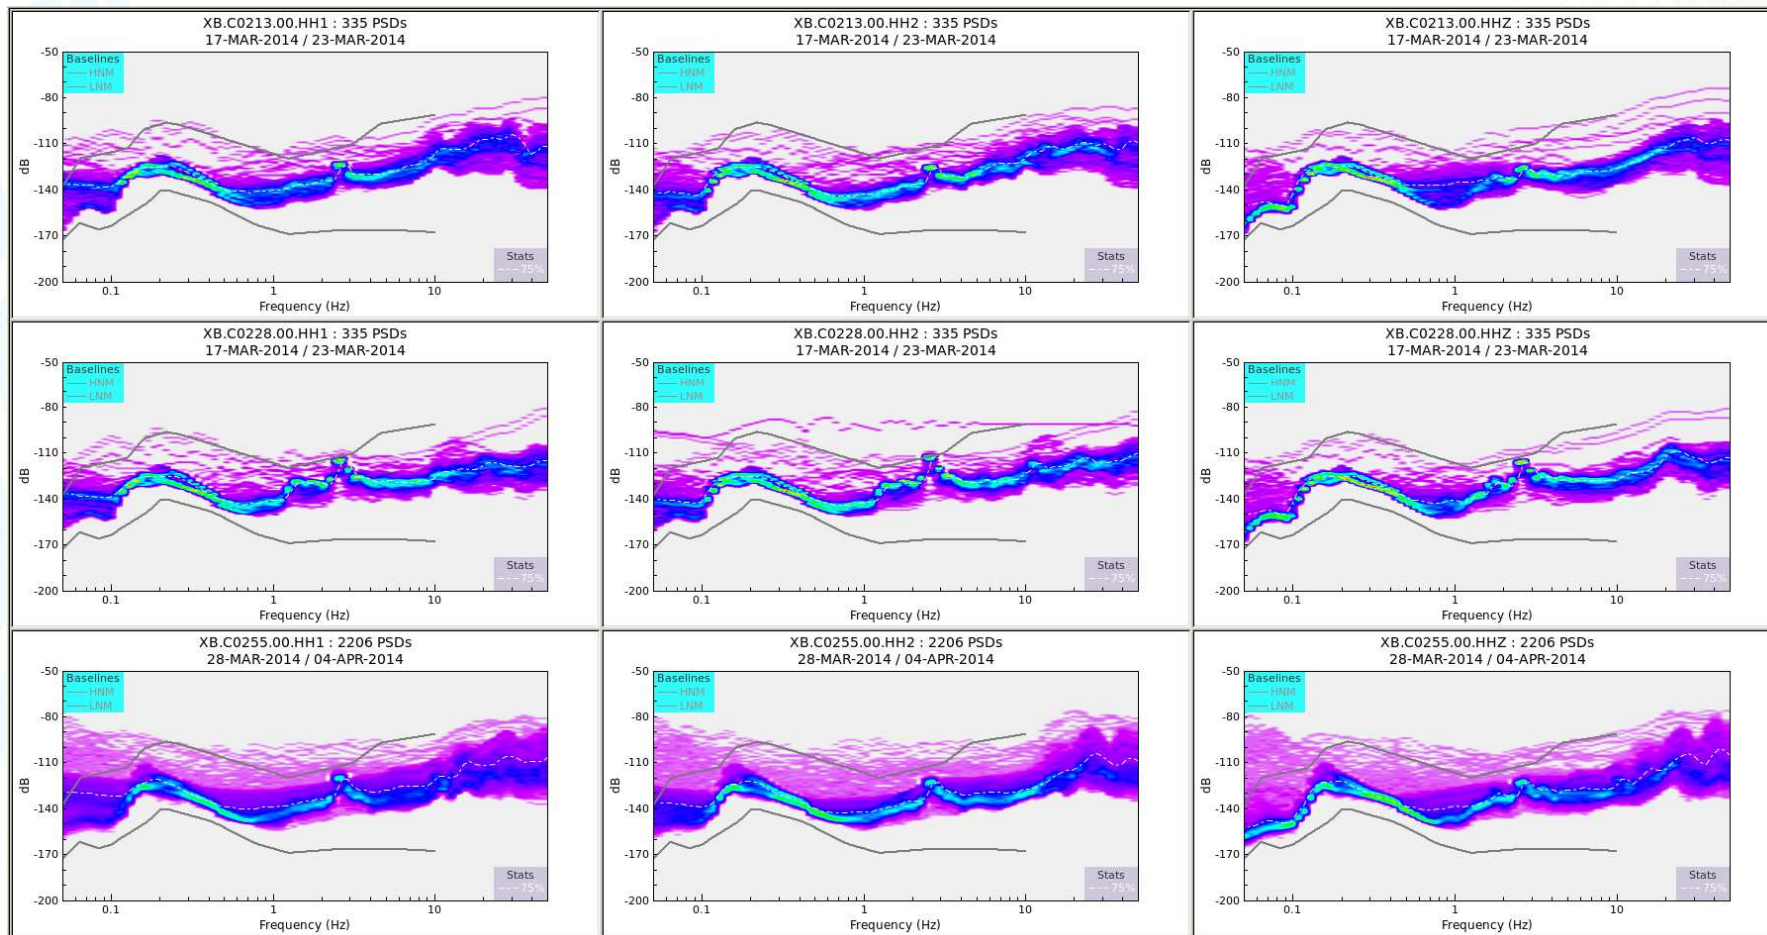 XB.C0213.00.HH1 : 335 PSDs
17-MAR-2014 / 23-MAR-2014
Baselines
HNM
LNM
-50
-80
-110
-140
-170
-200
dB
0.1
1
10
Frequency (Hz)
Stats
75%
XB.C0213.00.HH2 : 335 PSDs
17-MAR-2014 / 23-MAR-2014
Baselines
HNM
LNM
-50
-80
-110
-140
-170
-200
dB
0.1
1
10
Frequency (Hz)
Stats
75%
XB.C0213.00.HHZ : 335 PSDs
17-MAR-2014 / 23-MAR-2014
Baselines
HNM
LNM
-50
-80
-110
-140
-170
-200
dB
0.1
1
10
Frequency (Hz)
Stats
75%
XB.C0228.00.HH1 : 335 PSDs
17-MAR-2014 / 23-MAR-2014
Baselines
HNM
LNM
-50
-80
-110
-140
-170
-200
dB
0.1
1
10
Frequency (Hz)
Stats
75%
XB.C0228.00.HH2 : 335 PSDs
17-MAR-2014 / 23-MAR-2014
Baselines
HNM
LNM
-50
-80
-110
-140
-170
-200
dB
0.1
1
10
Frequency (Hz)
Stats
75%
XB.C0228.00.HHZ : 335 PSDs
17-MAR-2014 / 23-MAR-2014
Baselines
HNM
LNM
-50
-80
-110
-140
-170
-200
dB
0.1
1
10
Frequency (Hz)
Stats
75%
XB.C0255.00.HH1 : 2206 PSDs
28-MAR-2014 / 04-APR-2014
Baselines
HNM
LNM
-50
-80
-110
-140
-170
-200
dB
0.1
1
10
Frequency (Hz)
Stats
75%
XB.C0255.00.HH2 : 2206 PSDs
28-MAR-2014 / 04-APR-2014
Baselines
HNM
LNM
-50
-80
-110
-140
-170
-200
dB
0.1
1
10
Frequency (Hz)
Stats
75%
XB.C0255.00.HHZ : 2206 PSDs
28-MAR-2014 / 04-APR-2014
Baselines
HNM
LNM
-50
-80
-110
-140
-170
-200
dB
0.1
1
10
Frequency (Hz)
Stats
75%